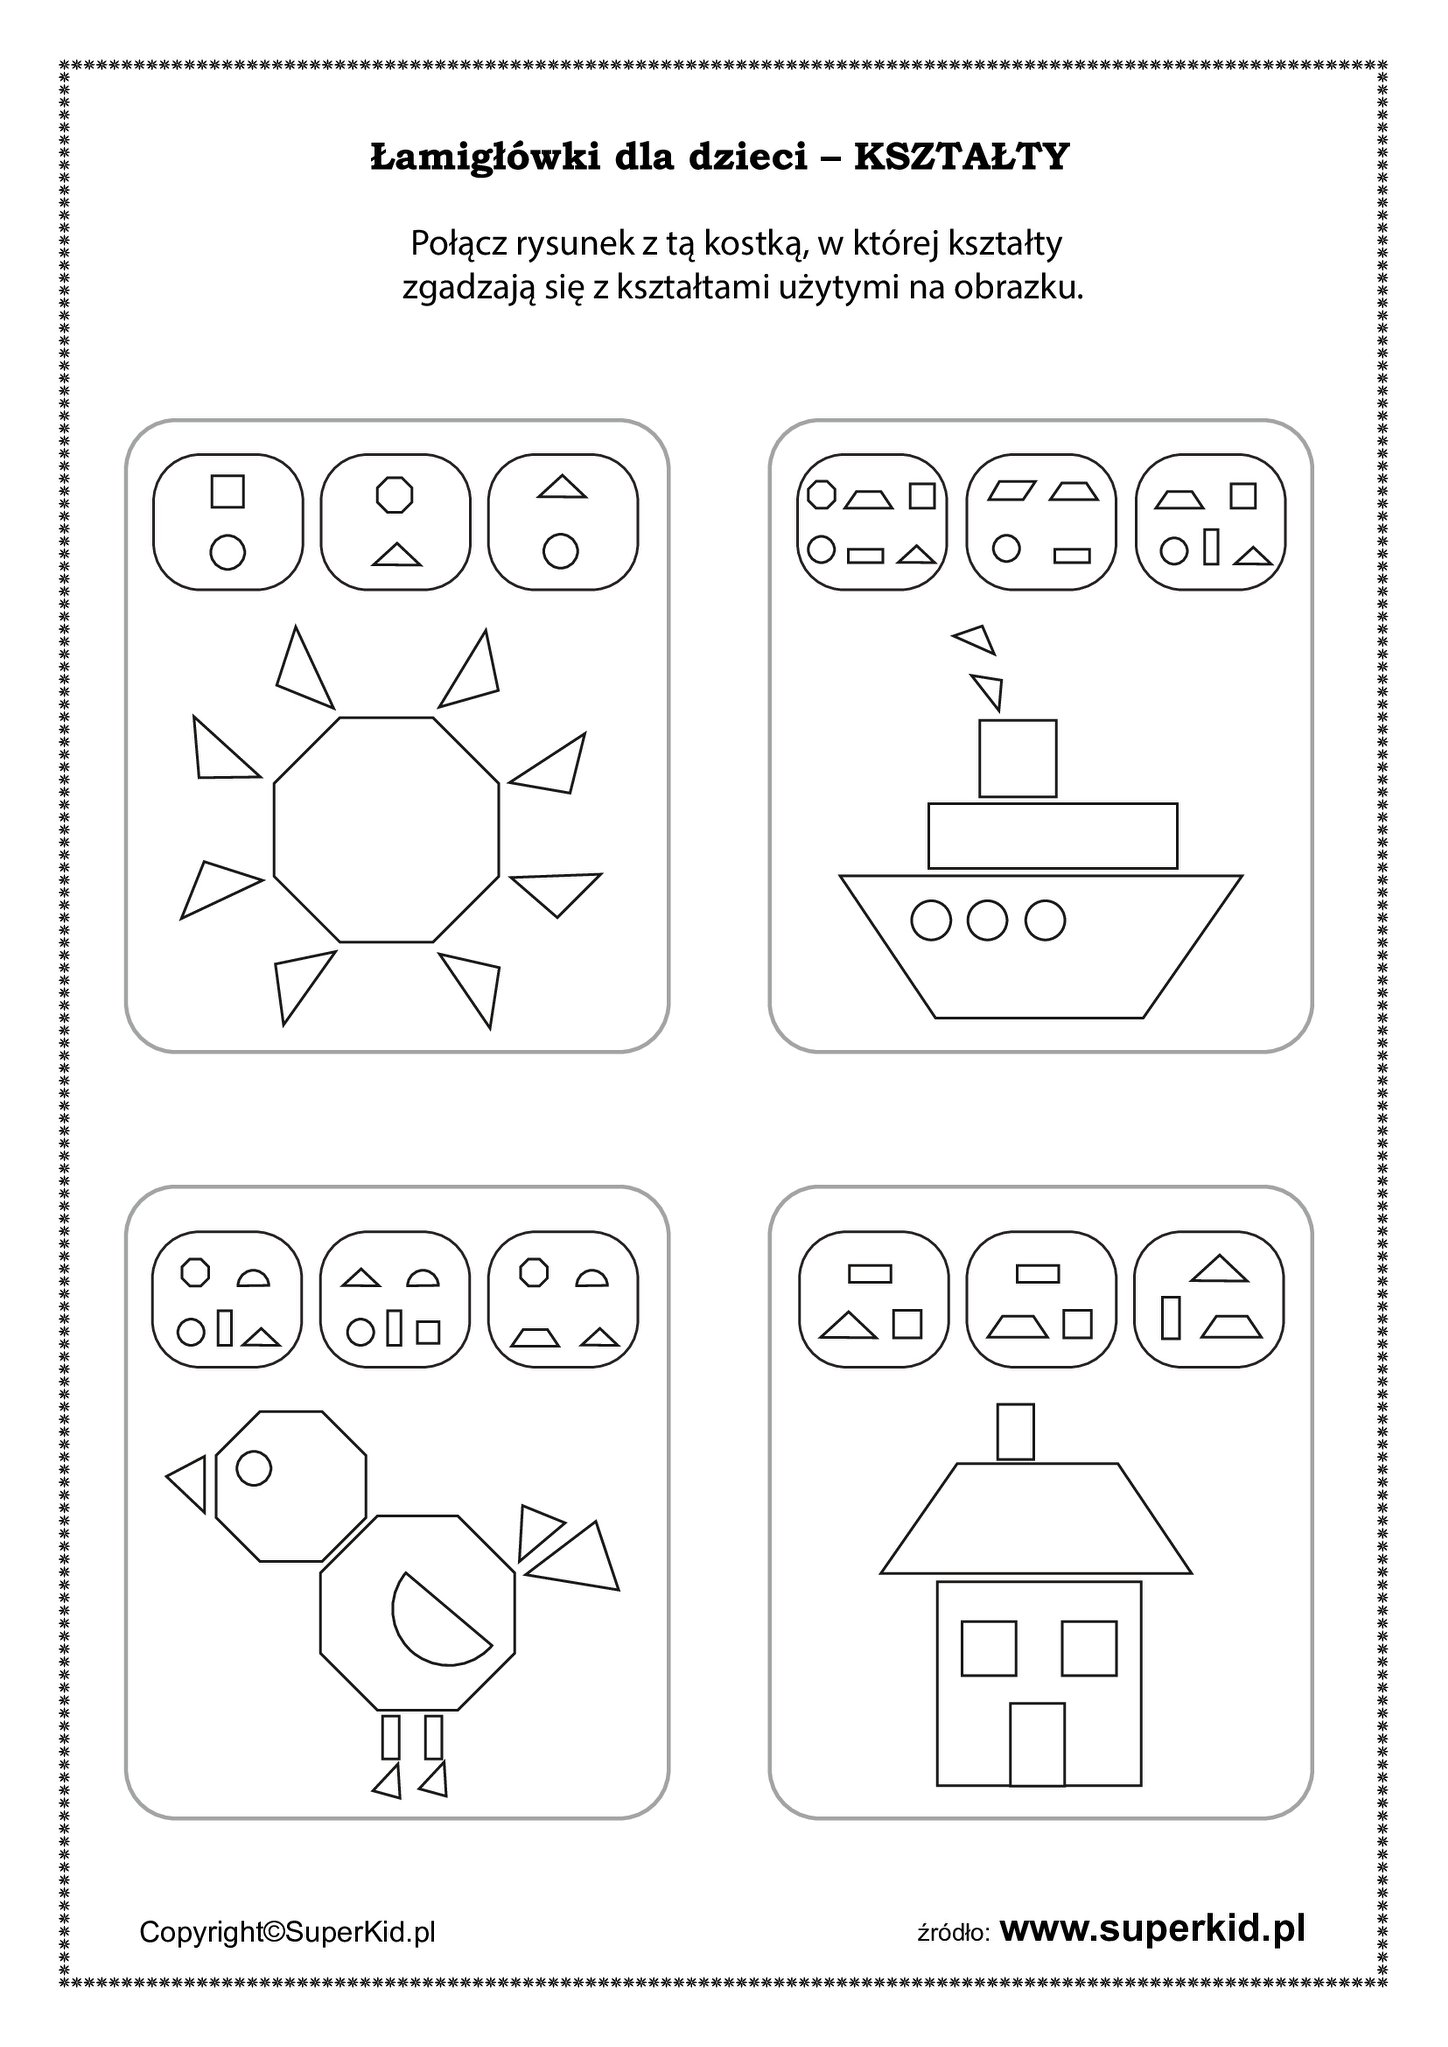 Łamigłówki dla dzieci – KSZTAŁTY
Połącz rysunek z tą kostką, w której kształty
zgadzają się z kształtami użytymi na obrazku.
Copyright©SuperKid.pl
źródło: www.superkid.pl